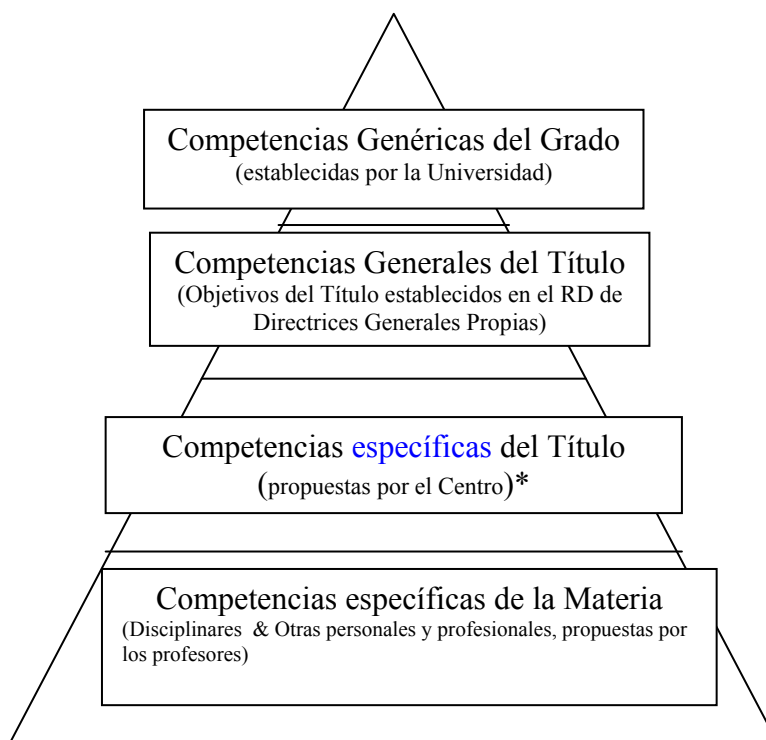 Competencias Genéricas del Grado
(establecidas por la Universidad)
Competencias Generales del Título
(Objetivos del Título establecidos en el RD de
Directrices Generales Propias)
Competencias específicas del Título
(propuestas por el Centro)*
Competencias específicas de la Materia
(Disciplinares & Otras personales y profesionales, propuestas por
los profesores)